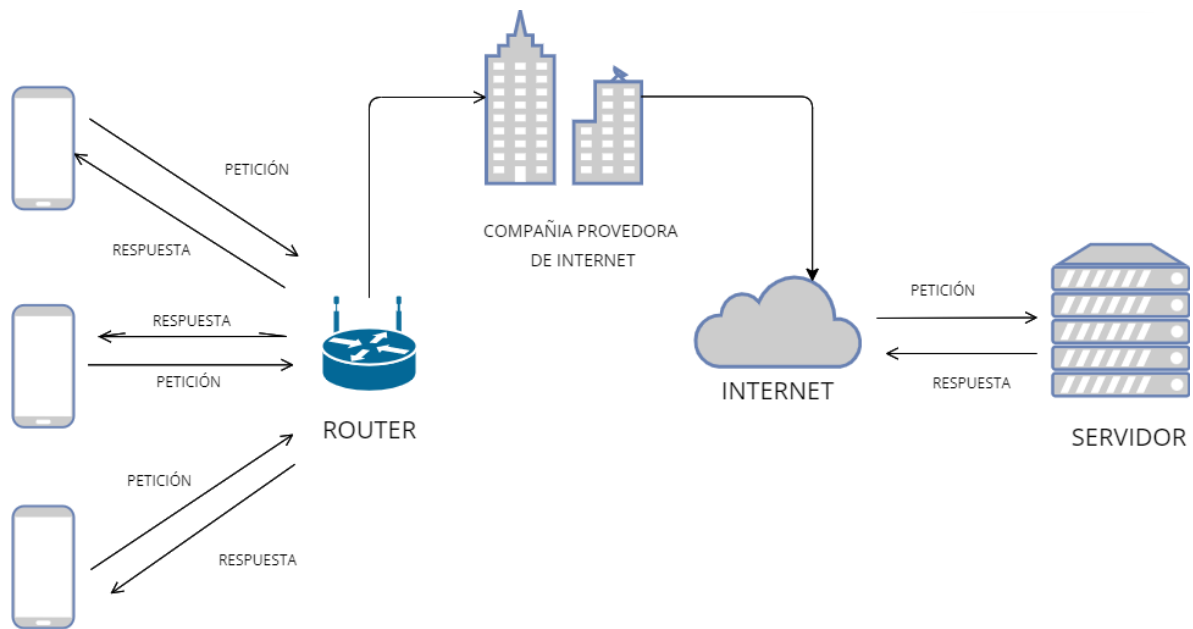 PETICIÓN
RESPUESTA
RESPUESTA
PETICIÓN
PETICIÓN
RESPUESTA
ROUTER
COMPAÑIA PROVEDORA
DE INTERNET
INTERNET
PETICIÓN
RESPUESTA
SERVIDOR